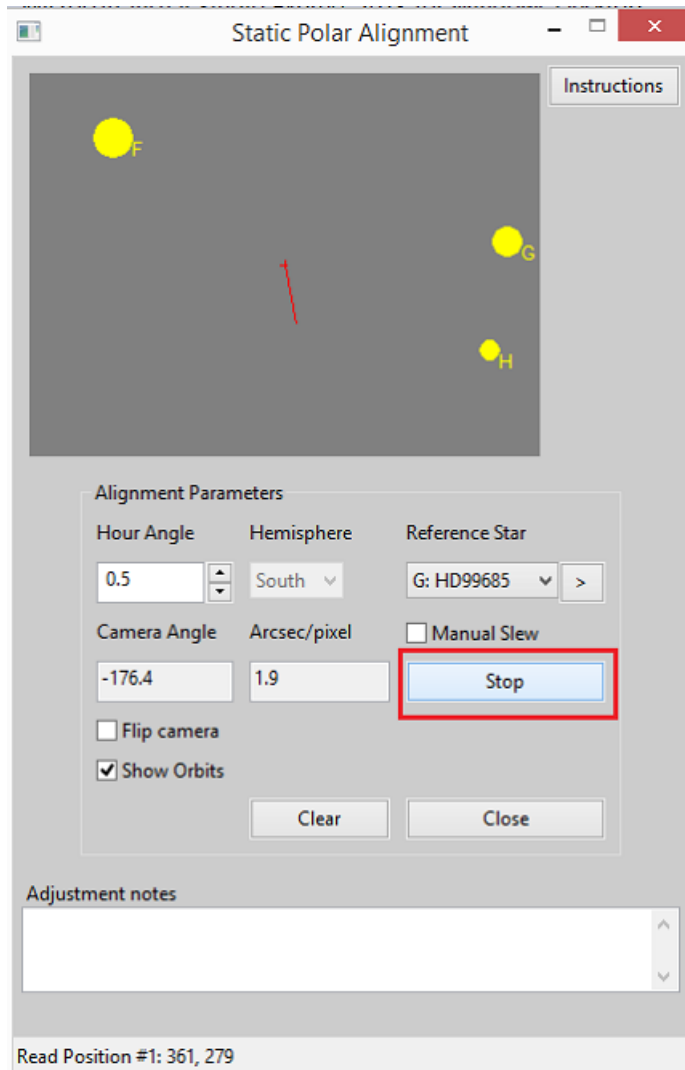 Static Polar Alignment
Instructions
F
G
H
Alignment Parameters
Hour Angle Hemisphere Reference Star
0.5 South G: HD99685 >
Camera Angle Arcsec/pixel Manual Slew
-176.4 1.9 Stop
Flip camera
Show Orbits
Clear Close
Adjustment notes
Read Position #1: 361, 279